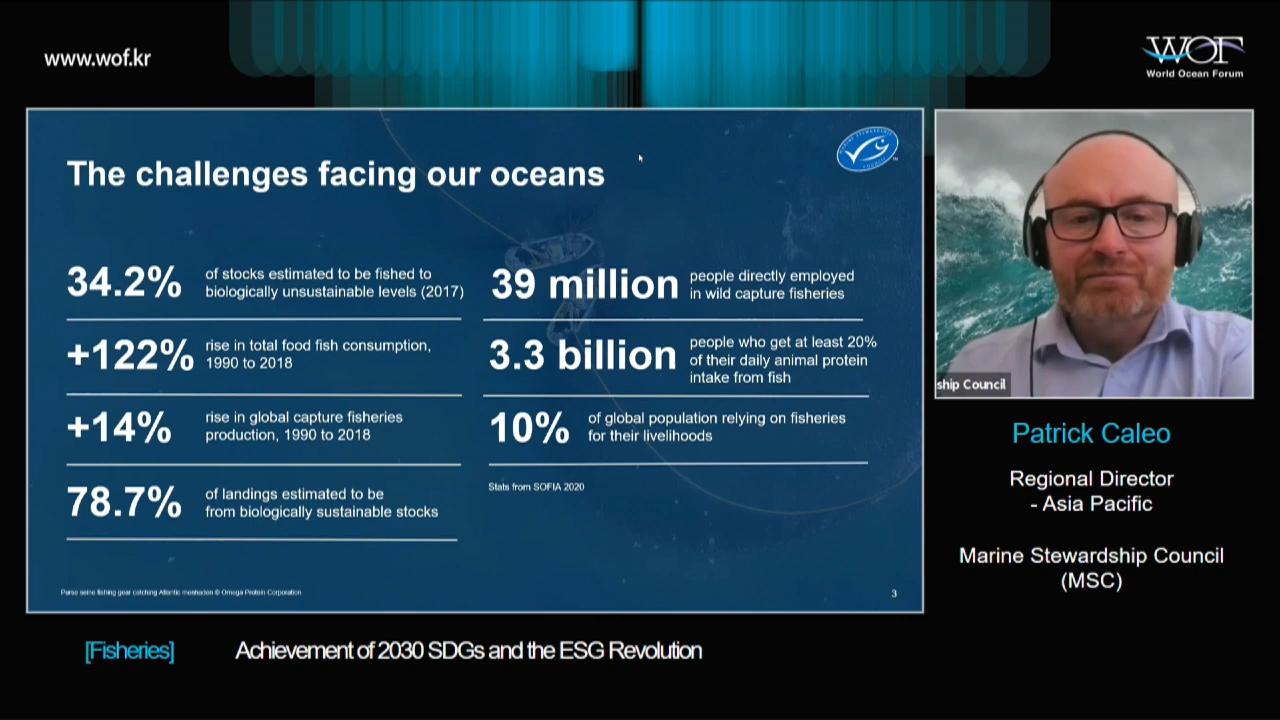 www.wof.kr
WOF
World Ocean Forum
The challenges facing our oceans
34.2%
of stocks estimated to be fished to
biologically unsustainable levels (2017)
+122%
rise in total food fish consumption,
1990 to 2018
+14%
rise in global capture fisheries
production, 1990 to 2018
78.7%
of landings estimated to be
from biologically sustainable stocks
39 million
people directly employed
in wild capture fisheries
3.3 billion
people who get at least 20%
of their daily animal protein
intake from fish
10%
of global population relying on fisheries
for their livelihoods
Stats from SOFIA 2020
Purse seine fishing gear catching Atlantic menhaden © Omega Protein Corporation
3
ship Council
Patrick Caleo
Regional Director
- Asia Pacific
Marine Stewardship Council
(MSC)
[Fisheries]
Achievement of 2030 SDGs and the ESG Revolution